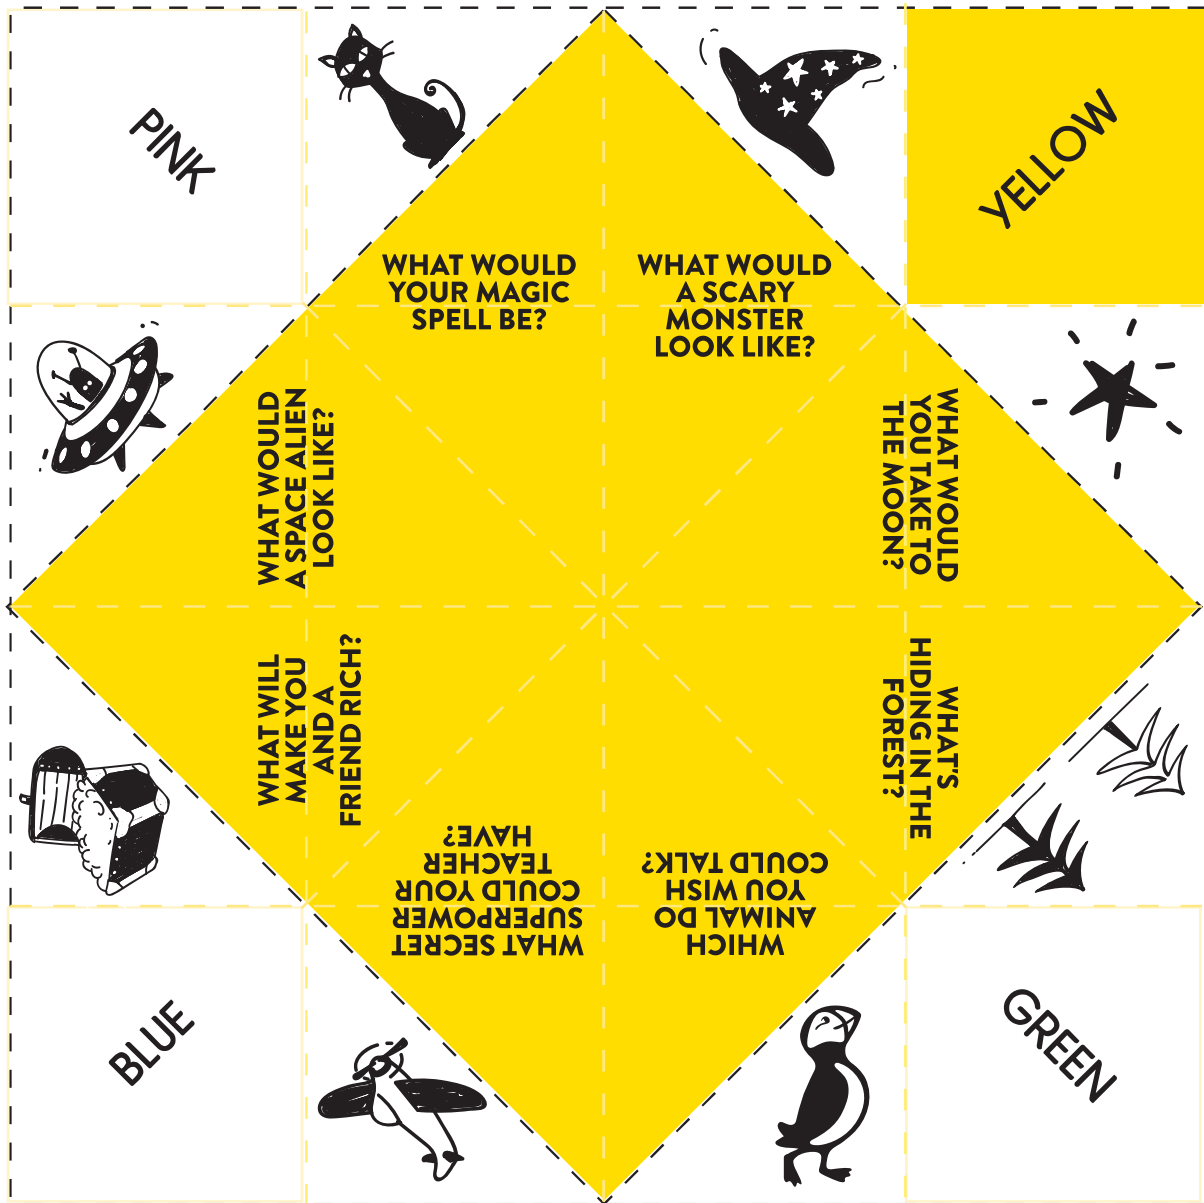 PINK
YELLOW
WHAT WOULD
YOUR MAGIC
SPELL BE?
WHAT WOULD
A SCARY
MONSTER
LOOK LIKE?
WHAT WOULD
A SPACE ALIEN
LOOK LIKE?
WHAT WOULD
YOU TAKE TO
THE MOON?
WHAT WILL
MAKE YOU
AND A
FRIEND RICH?
WHAT'S
HIDING IN THE
FOREST?
WHAT SECRET
SUPERPOWER
COULD YOUR
TEACHER
HAVE?
WHICH
ANIMAL DO
YOU WISH
COULD TALK?
BLUE
GREEN